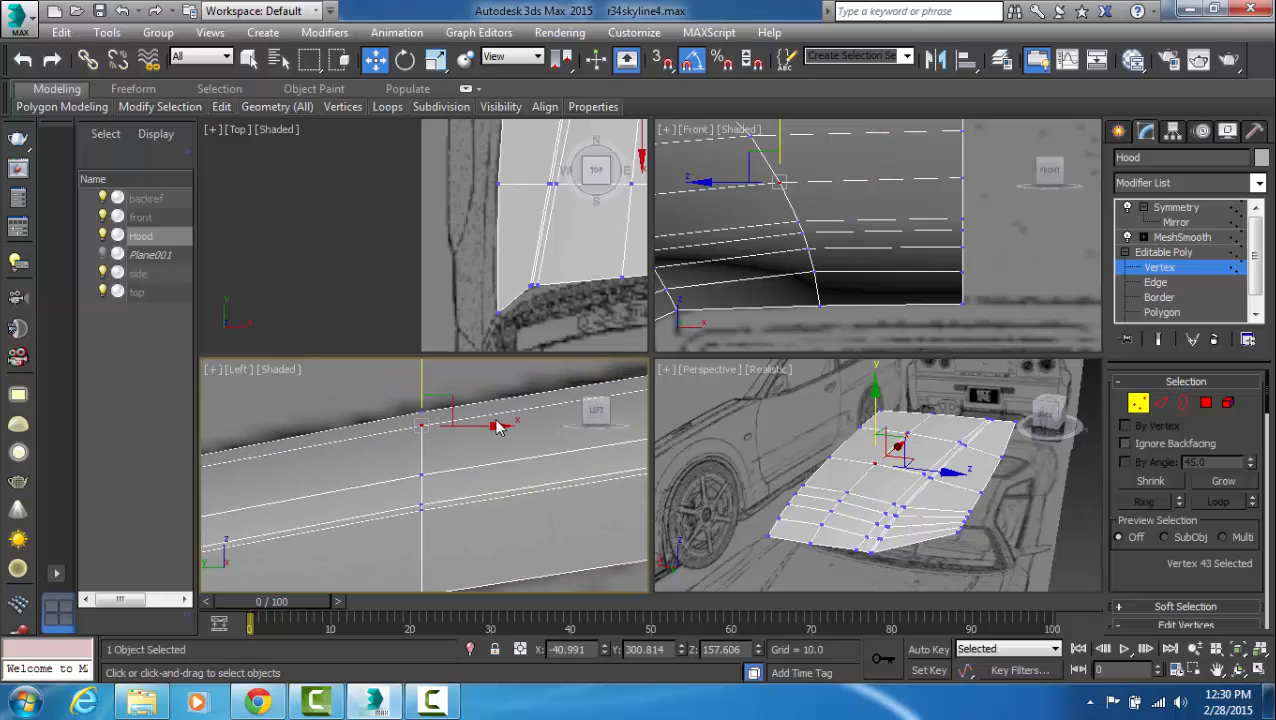 MAX
Workspace: Default
Autodesk 3ds Max 2015 r34skyline4.max
Type a keyword or phrase
Edit Tools Group Views Create Modifiers Animation Graph Editors Rendering Customize MAXScript Help
All View 3 Create Selection Se
Modeling Freeform Selection Object Paint Populate
Polygon Modeling Modify Selection Edit Geometry (All) Vertices Loops Subdivision Visibility Align Properties
Select Display
Name
backref
front
Hood
Plane001
side
top
[+] [Top] [Shaded]
N
W TOP E
S
y
x
z
[+] [Front] [Shaded]
FRONT
z
z
x
[+] [Left] [Shaded]
LEFT
x
z
y
x
[+] [Perspective] [Realistic]
y
z
z
Hood
Modifier List
Symmetry
Mirror
MeshSmooth
Editable Poly
Vertex
Edge
Border
Polygon
Selection
By Vertex
Ignore Backfacing
By Angle: 45.0
Shrink Grow
Ring Loop
Preview Selection
Off SubObj Multi
Vertex 43 Selected
Soft Selection
Edit Vertices
0 / 100
0 10 20 30 40 50 60 70 80 90 100
1 Object Selected X: -40.991 Y: 300.814 Z: 157.606 Grid = 10.0 Auto Key Selected
Welcome to M Click or click-and-drag to select objects Add Time Tag Set Key Key Filters... 0
12:30 PM
2/28/2015